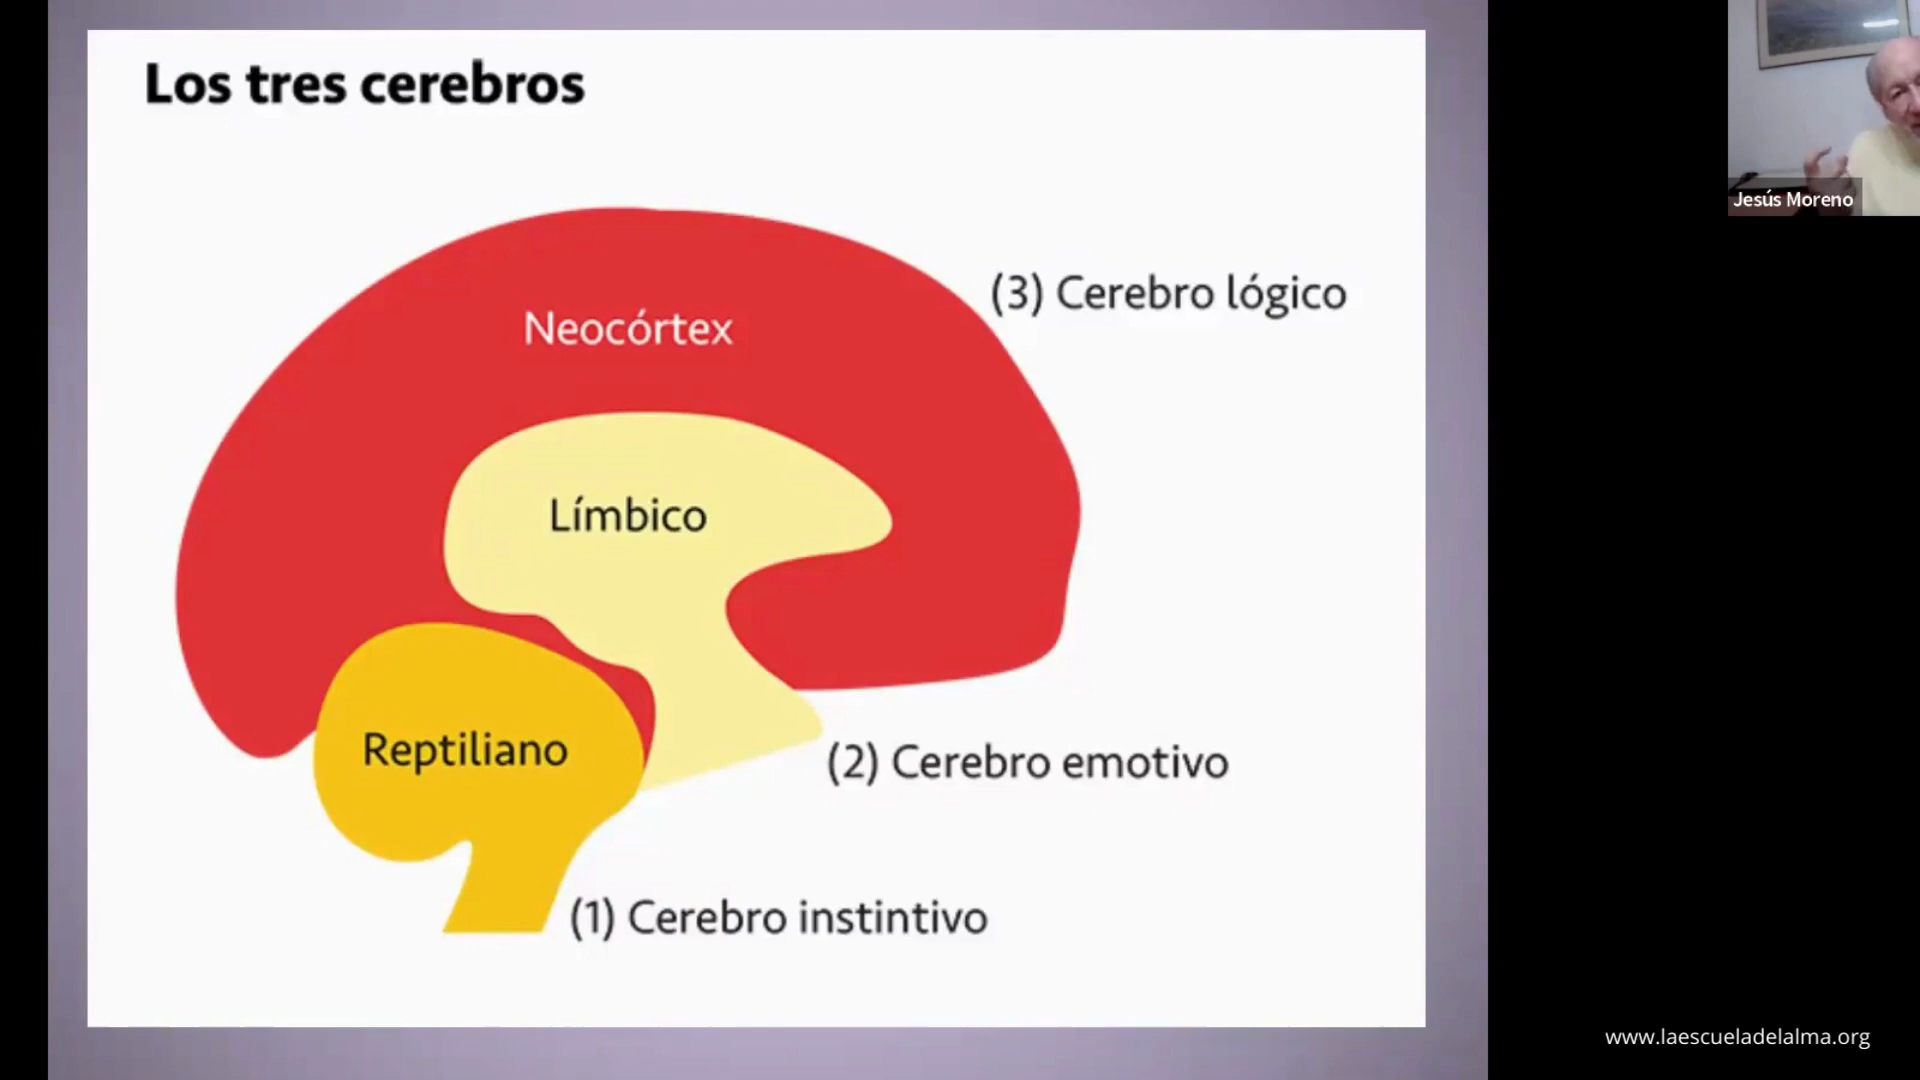 Los tres cerebros
Jesús Moreno
(3) Cerebro lógico
Neocórtex
Límbico
Reptiliano
(2) Cerebro emotivo
(1) Cerebro instintivo
www.laescueladelalma.org